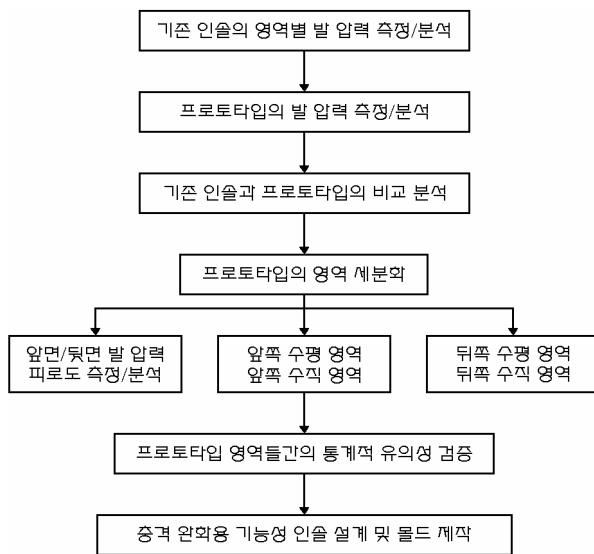 기존 인솔의 영역별 발 압력 측정/분석
프로토타입의 발 압력 측정/분석
기존 인솔과 프로토타입의 비교 분석
프로토타입의 영역 세분화
앞면/뒷면 발 압력
피로도 측정/분석
앞쪽 수평 영역
앞쪽 수직 영역
뒤쪽 수평 영역
뒤쪽 수직 영역
프로토타입 영역들간의 통계적 유의성 검증
충격 완화용 기능성 인솔 설계 및 몰드 제작